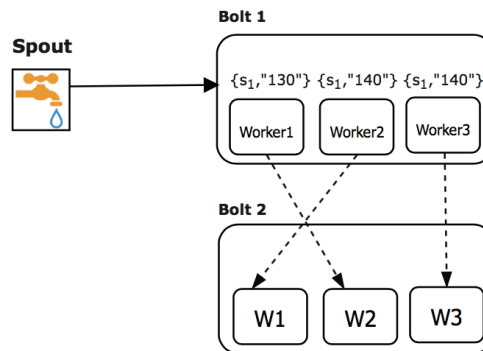 Bolt 1
Spout
{s1,"130"} {s1,"140"} {s1,"140"}
Worker1 Worker2 Worker3
Bolt 2
W1 W2 W3